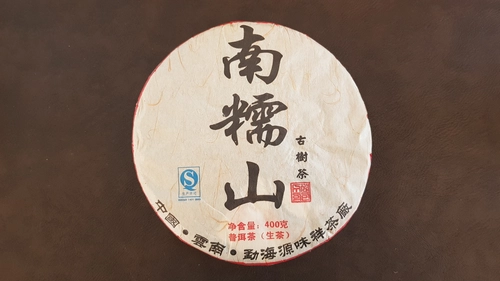 南糯山
古樹茶
净含量：400克
普洱茶（生茶）
中國·雲南·勐海源味祥茶廠